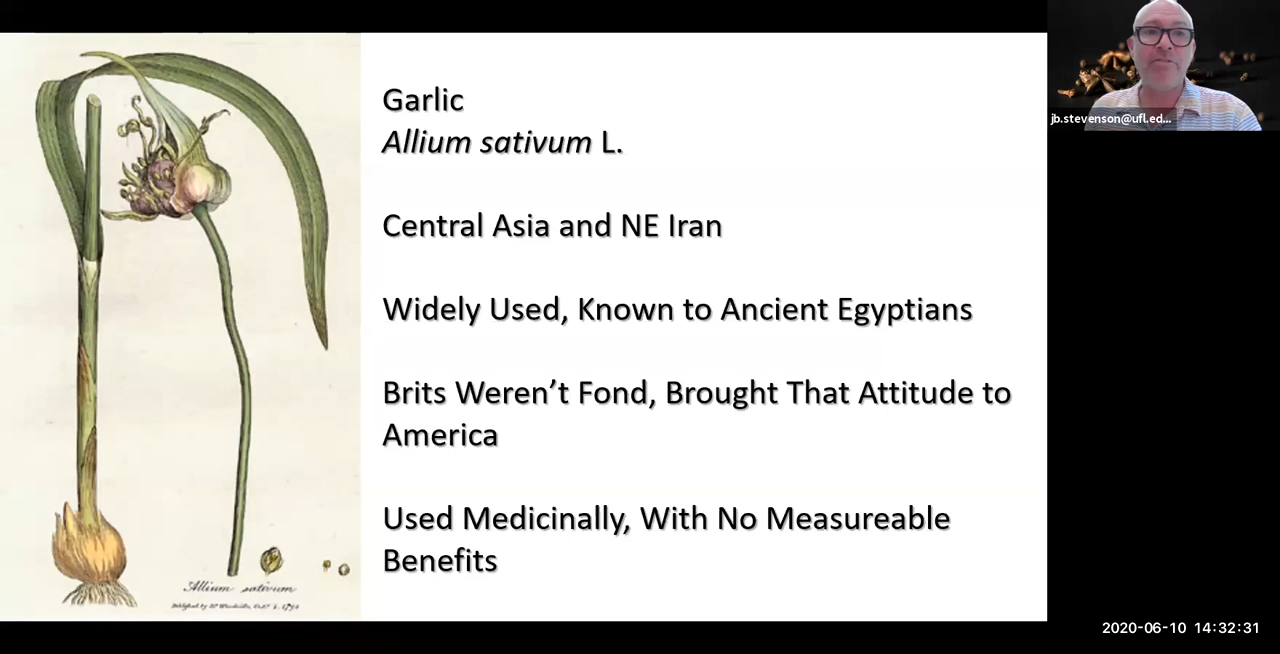 Garlic
Allium sativum L.
Central Asia and NE Iran
Widely Used, Known to Ancient Egyptians
Brits Weren’t Fond, Brought That Attitude to
America
Used Medicinally, With No Measureable
Benefits
Allium sativum
jb.stevenson@ufl.ed...
2020-06-10 14:32:31